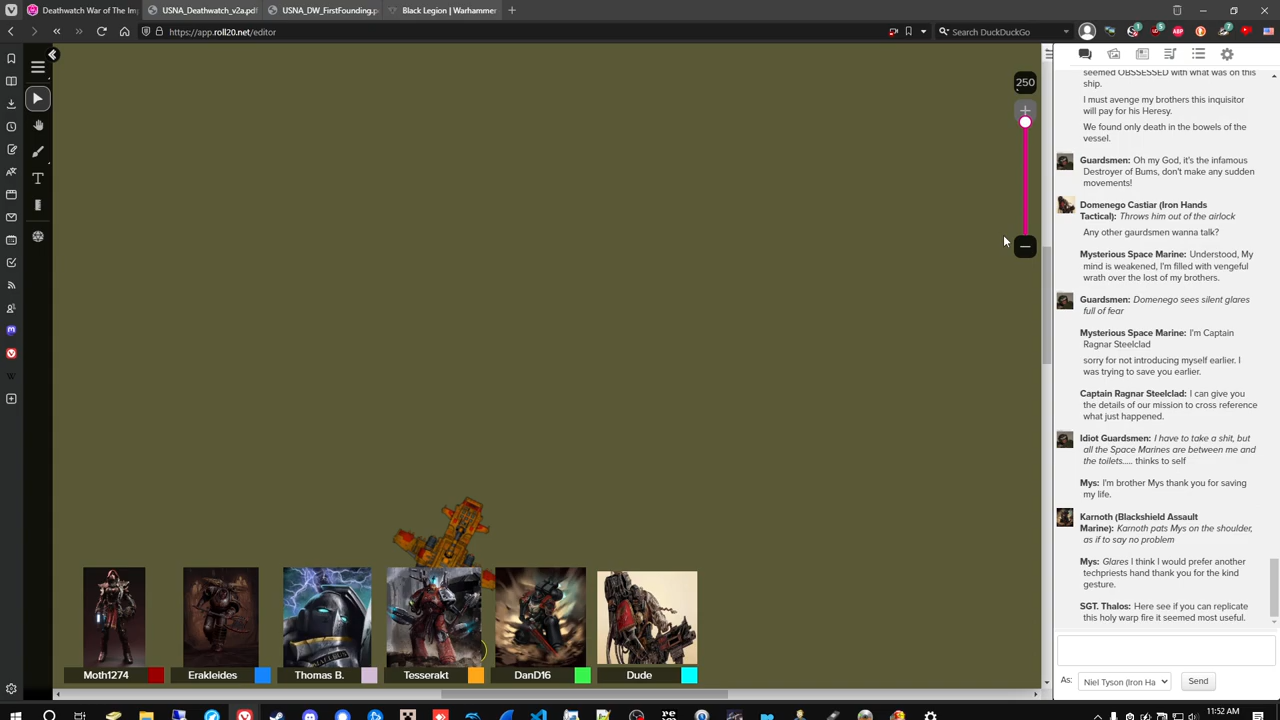 Deathwatch War of The Imp
USNA_Deatchwatch_v2a.pdf
USNA_DW_FirstFounding.p
Black Legion | Warhammer
https://app.roll20.net/editor
Search DuckDuckGo
250
seemed OBSSESSED with what was on this
ship.
I must avenge my brothers this inquisitor
will pay for his Heresy.
We found only death in the bowels of the
vessel.
Guardsmen: Oh my God, it's the infamous
Destroyer of Bums, don't make any sudden
movements!
Domenego Castiar (Iron Hands
Tactical): Throws him out of the airlock
Any other gaurdsmen wanna talk?
Mysterious Space Marine: Understood, My
mind is weakened, I'm filled with vengeful
wrath over the lost of my brothers.
Guardsmen: Domenego sees silent glares
full of fear
Mysterious Space Marine: I'm Captain
Ragnar Steelclad
sorry for not introducing myself earlier. I
was trying to save you earlier.
Captain Ragnar Steelclad: I can give you
the details of our mission to cross reference
what just happened.
Idiot Guardsmen: I have to take a shit, but
all the Space Marines are between me and
the toilets..... thinks to self
Mys: I'm brother Mys thank you for saving
my life.
Karnoth (Blackshield Assault
Marine): Karnoth pats Mys on the shoulder,
as if to say no problem
Mys: Glares I think I would prefer another
techpriests hand thank you for the kind
gesture.
SGT. Thalos: Here see if you can replicate
this holy warp fire it seemed most useful.
Moth1274
Erakleides
Thomas B.
Tesserakt
DanD16
Dude
As:
Niel Tyson (Iron Ha
Send
11:52 AM